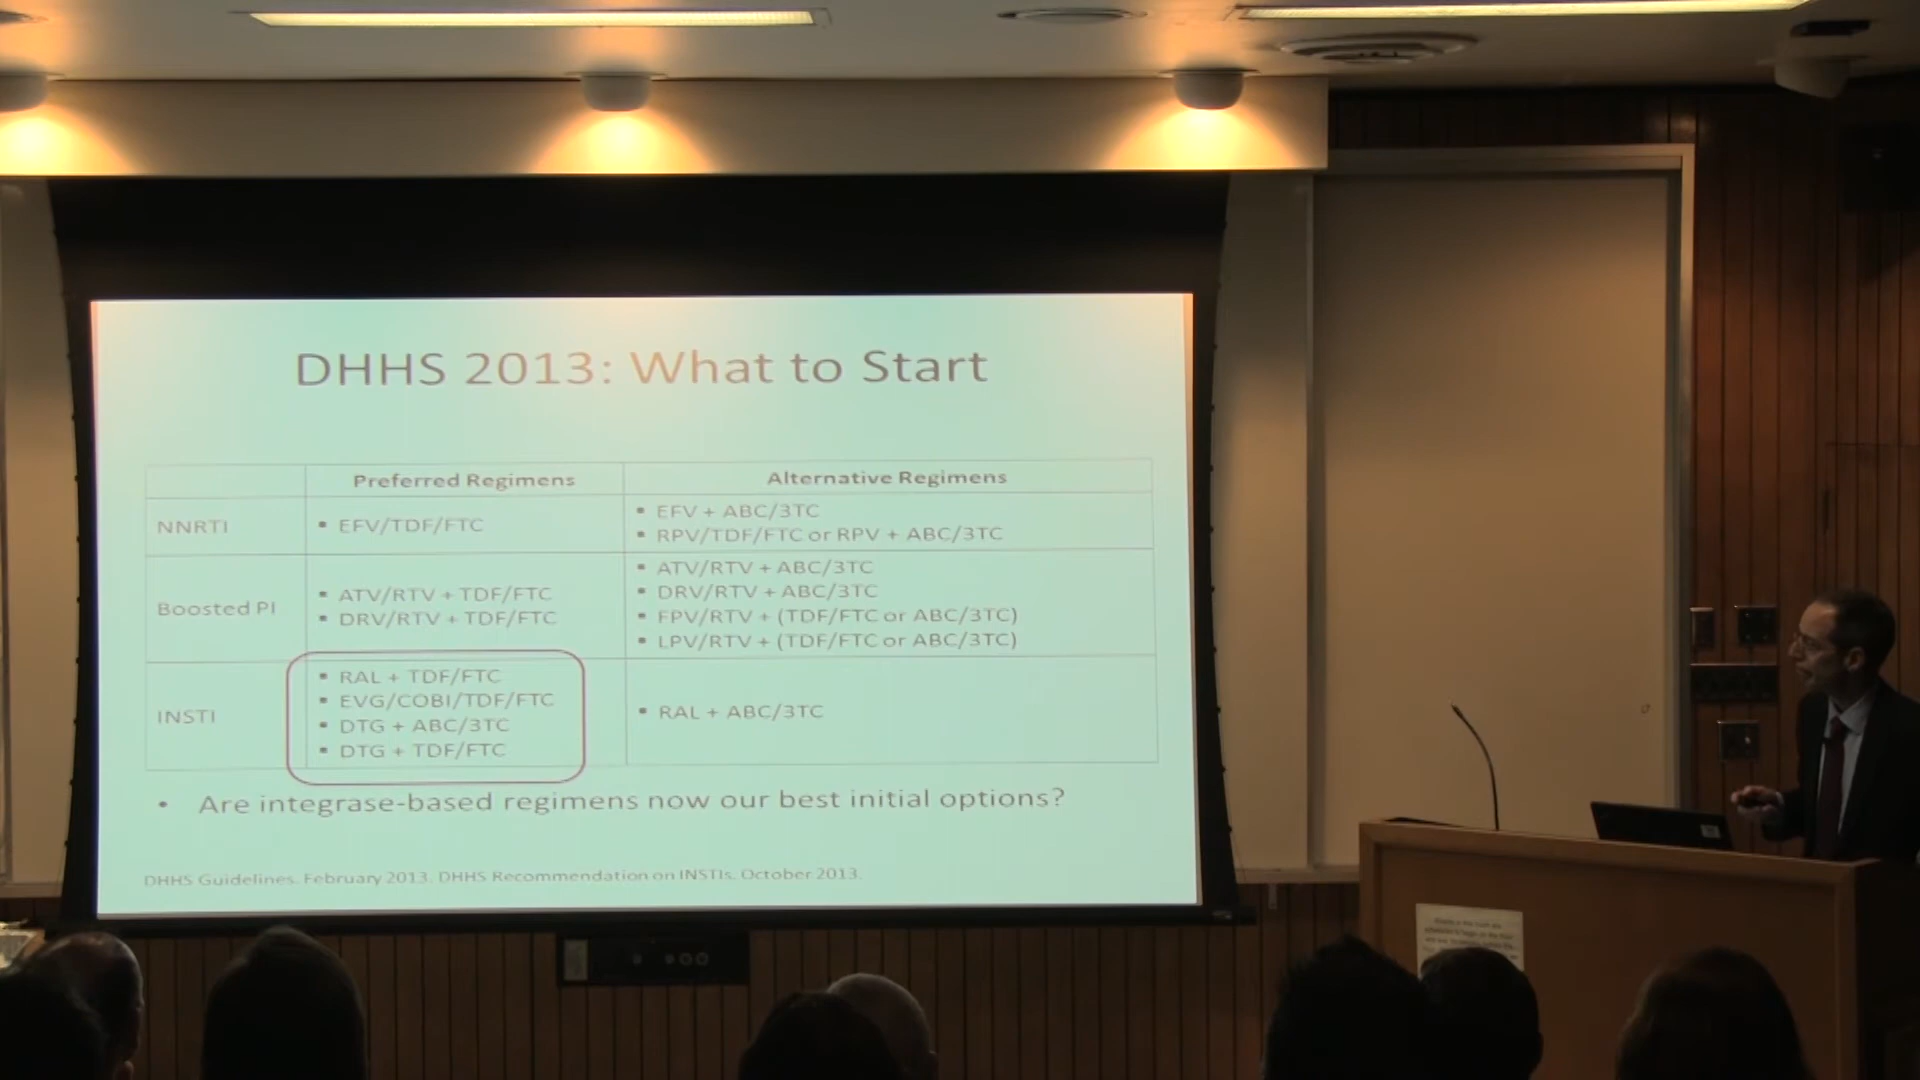 DHHS 2013: What to Start
Preferred Regimens
Alternative Regimens
NNRTI
▪ EFV/TDF/FTC
▪ EFV + ABC/3TC
▪ RPV/TDF/FTC or RPV + ABC/3TC
Boosted PI
▪ ATV/RTV + TDF/FTC
▪ DRV/RTV + TDF/FTC
▪ ATV/RTV + ABC/3TC
▪ DRV/RTV + ABC/3TC
▪ FPV/RTV + (TDF/FTC or ABC/3TC)
▪ LPV/RTV + (TDF/FTC or ABC/3TC)
INSTI
▪ RAL + TDF/FTC
▪ EVG/COBI/TDF/FTC
▪ DTG + ABC/3TC
▪ DTG + TDF/FTC
▪ RAL + ABC/3TC
• Are integrase-based regimens now our best initial options?
DHHS Guidelines. February 2013. DHHS Recommendation on INSTIs. October 2013.